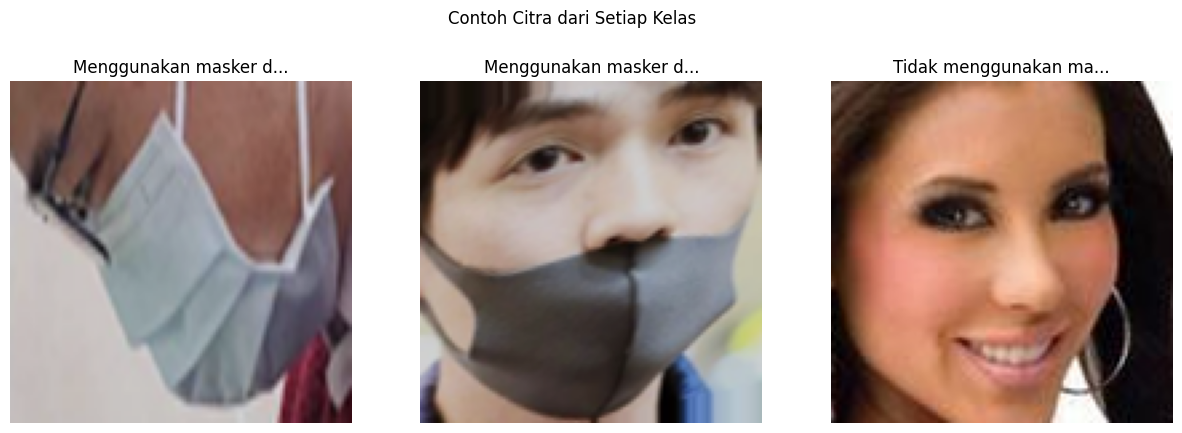 Contoh Citra dari Setiap Kelas
Menggunakan masker d...
Menggunakan masker d...
Tidak menggunakan ma...